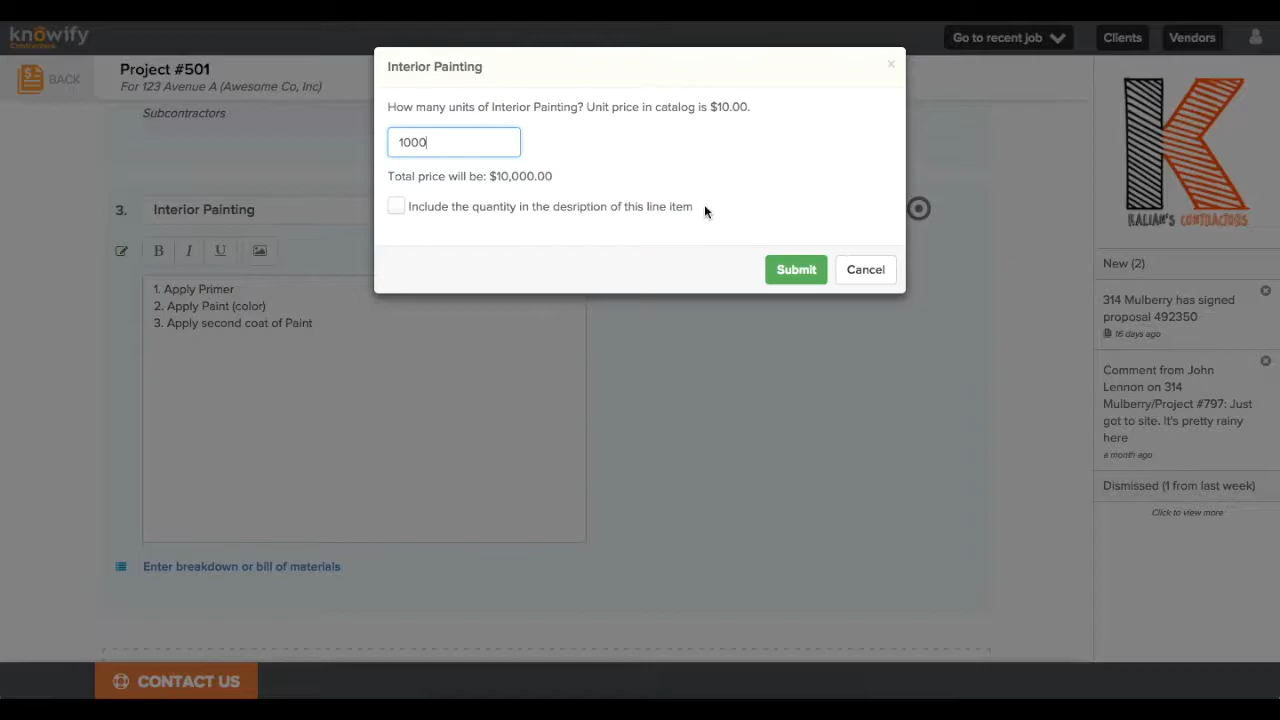 knowify
Contractors
Go to recent job
Clients
Vendors
BACK
Project #501
For 123 Avenue A (Awesome Co, Inc)
Subcontractors
Interior Painting
×
How many units of Interior Painting? Unit price in catalog is $10.00.
1000
Total price will be: $10,000.00
Include the quantity in the desription of this line item
Submit
Cancel
3.
Interior Painting
B I U
1. Apply Primer
2. Apply Paint (color)
3. Apply second coat of Paint
Enter breakdown or bill of materials
CONTACT US
K
KALIAN'S CONTRACTORS
New (2)
314 Mulberry has signed
proposal 492350
16 days ago
Comment from John
Lennon on 314
Mulberry/Project #797: Just
got to site. It's pretty rainy
here
a month ago
Dismissed (1 from last week)
Click to view more